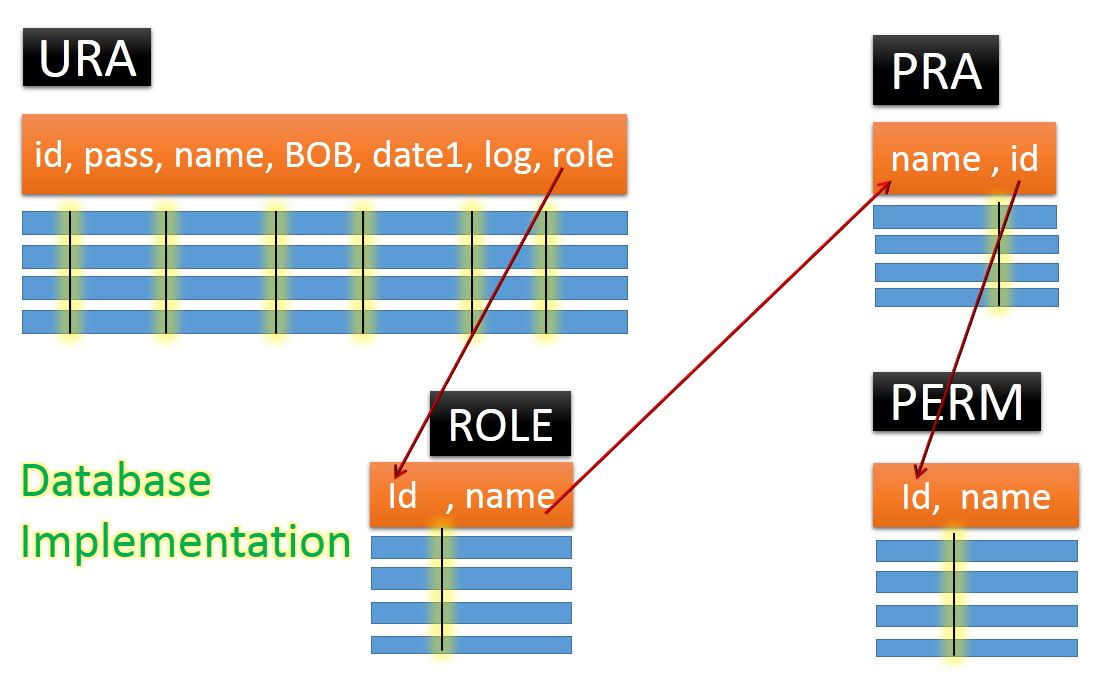 URA
id, pass, name, BOB, date1, log, role
PRA
name , id
ROLE
Id , name
PERM
Id, name
Database
Implementation